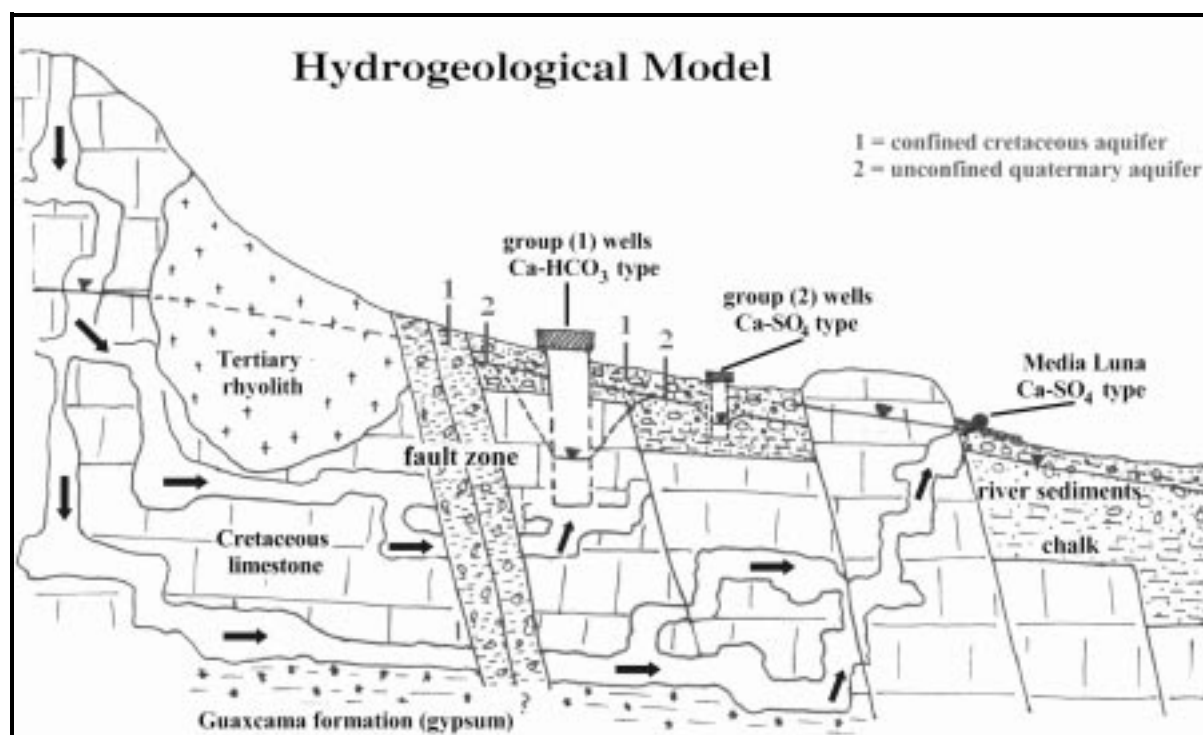 Hydrogeological Model
1 = confined cretaceous aquifer
2 = unconfined quaternary aquifer
group (1) wells
Ca-HCO3 type
group (2) wells
Ca-SO4 type
Media Luna
Ca-SO4 type
1
2
1
2
Tertiary
rhyolith
fault zone
river sediments
chalk
Cretaceous
limestone
Guaxcama formation (gypsum)
?